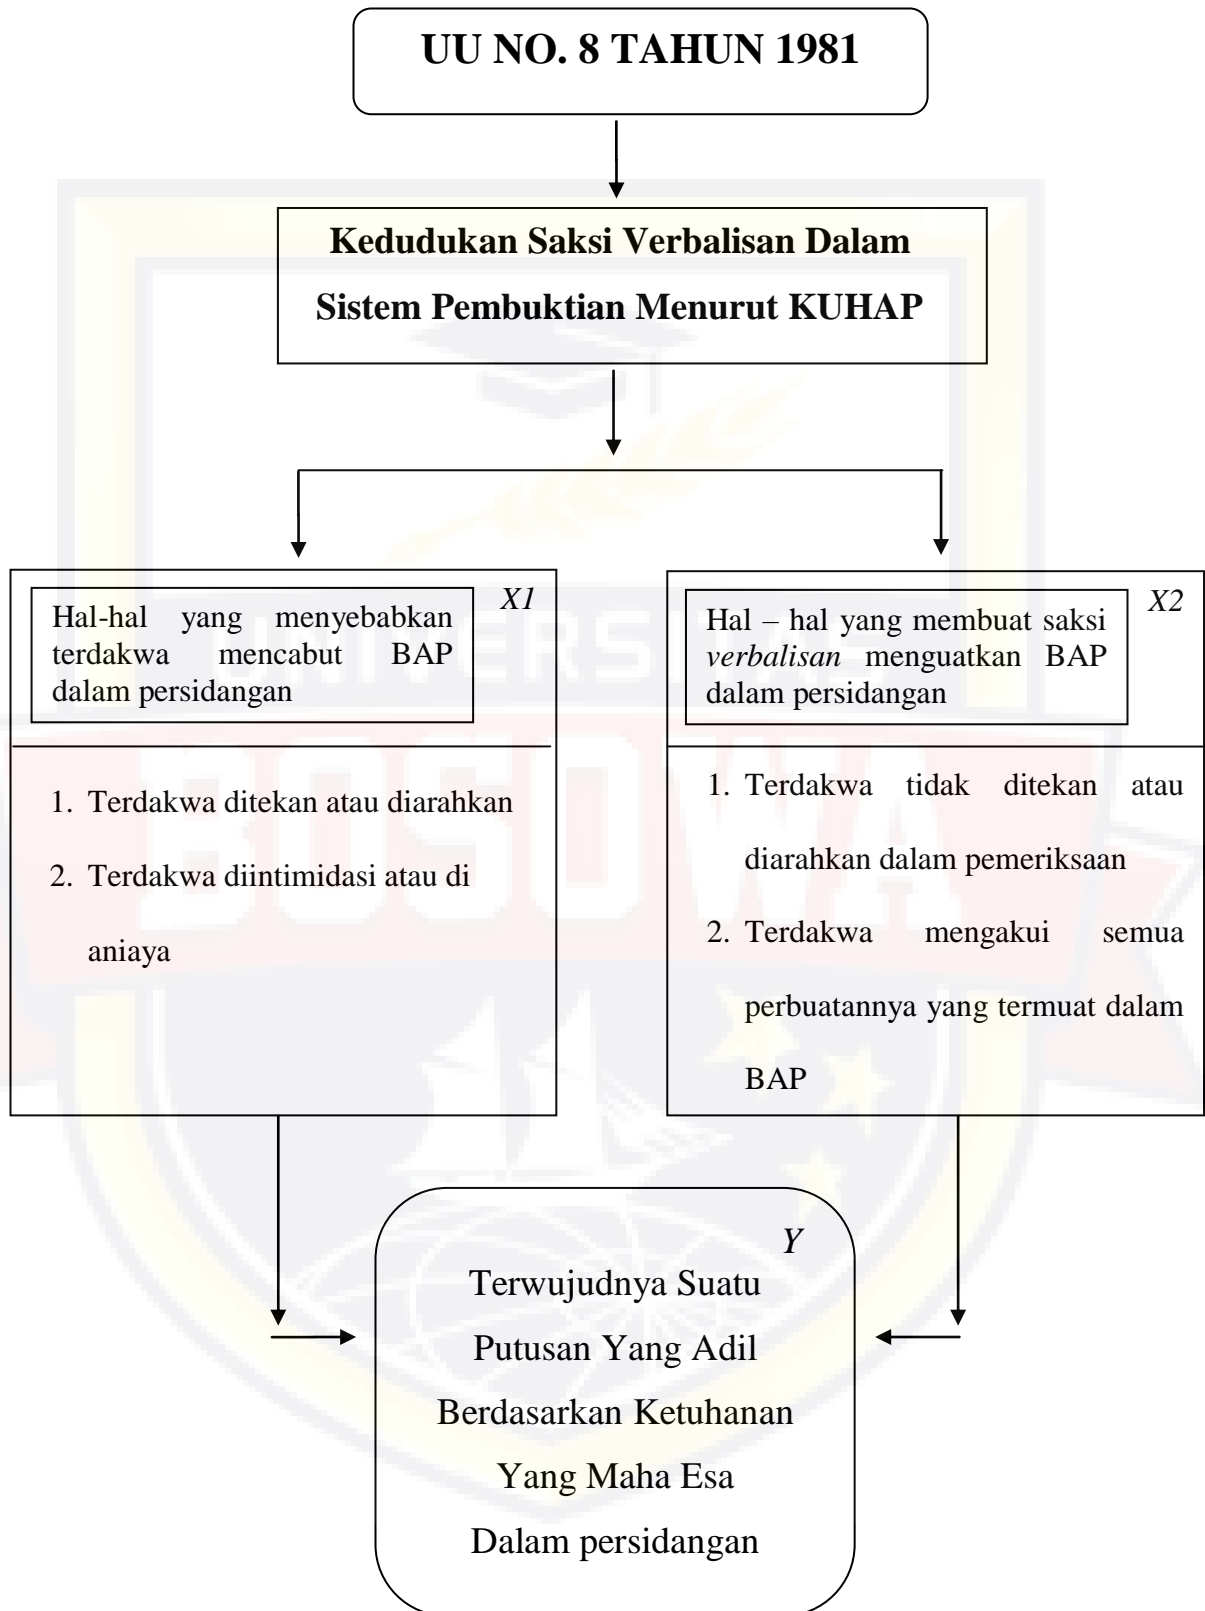 UU NO. 8 TAHUN 1981
Kedudukan Saksi Verbalisan Dalam
Sistem Pembuktian Menurut KUHAP
X1
Hal-hal yang menyebabkan
terdakwa mencabut BAP
dalam persidangan
1. Terdakwa ditekan atau diarahkan
2. Terdakwa diintimidasi atau di
aniaya
X2
Hal – hal yang membuat saksi
verbalisan menguatkan BAP
dalam persidangan
1. Terdakwa tidak ditekan atau
diarahkan dalam pemeriksaan
2. Terdakwa mengakui semua
perbuatannya yang termuat dalam
BAP
Y
Terwujudnya Suatu
Putusan Yang Adil
Berdasarkan Ketuhanan
Yang Maha Esa
Dalam persidangan
UNIVERSITAS
BOSOWA